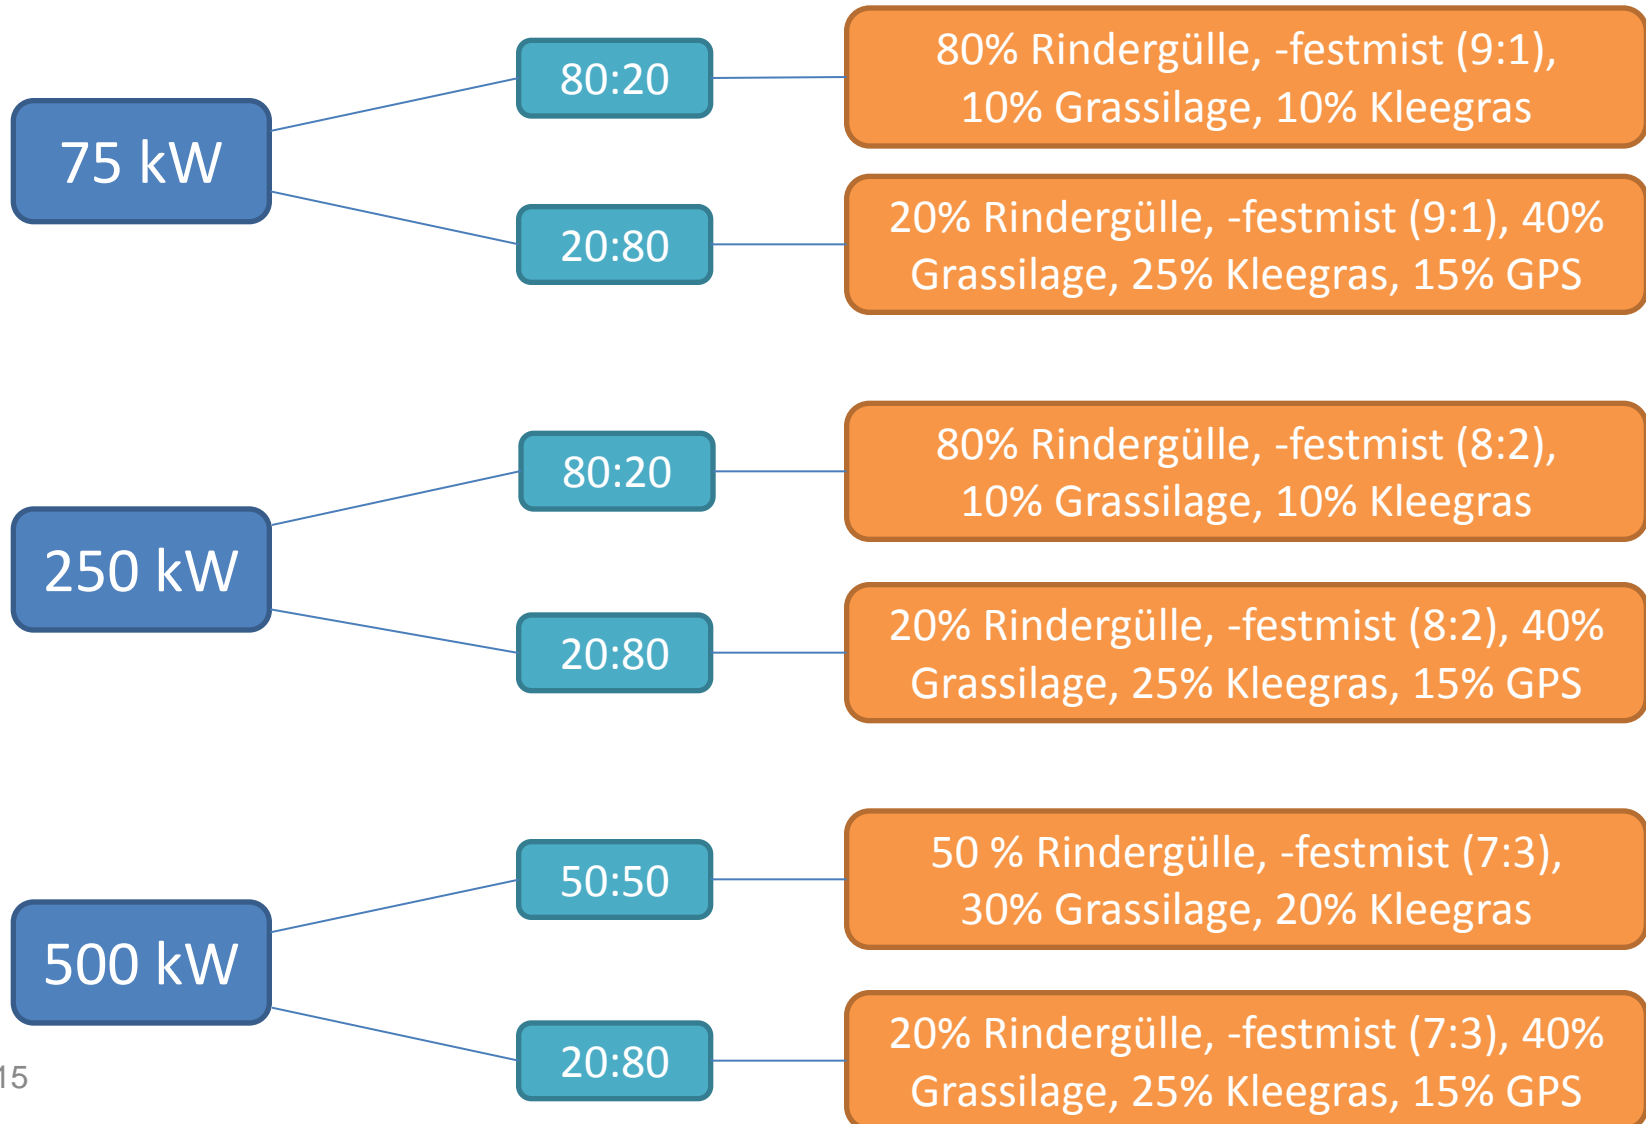 75 kW
80:20
80% Rindergülle, -festmist (9:1),
10% Grassilage, 10% Kleegras
20:80
20% Rindergülle, -festmist (9:1), 40%
Grassilage, 25% Kleegras, 15% GPS
250 kW
80:20
80% Rindergülle, -festmist (8:2),
10% Grassilage, 10% Kleegras
20:80
20% Rindergülle, -festmist (8:2), 40%
Grassilage, 25% Kleegras, 15% GPS
500 kW
50:50
50 % Rindergülle, -festmist (7:3),
30% Grassilage, 20% Kleegras
20:80
20% Rindergülle, -festmist (7:3), 40%
Grassilage, 25% Kleegras, 15% GPS
15